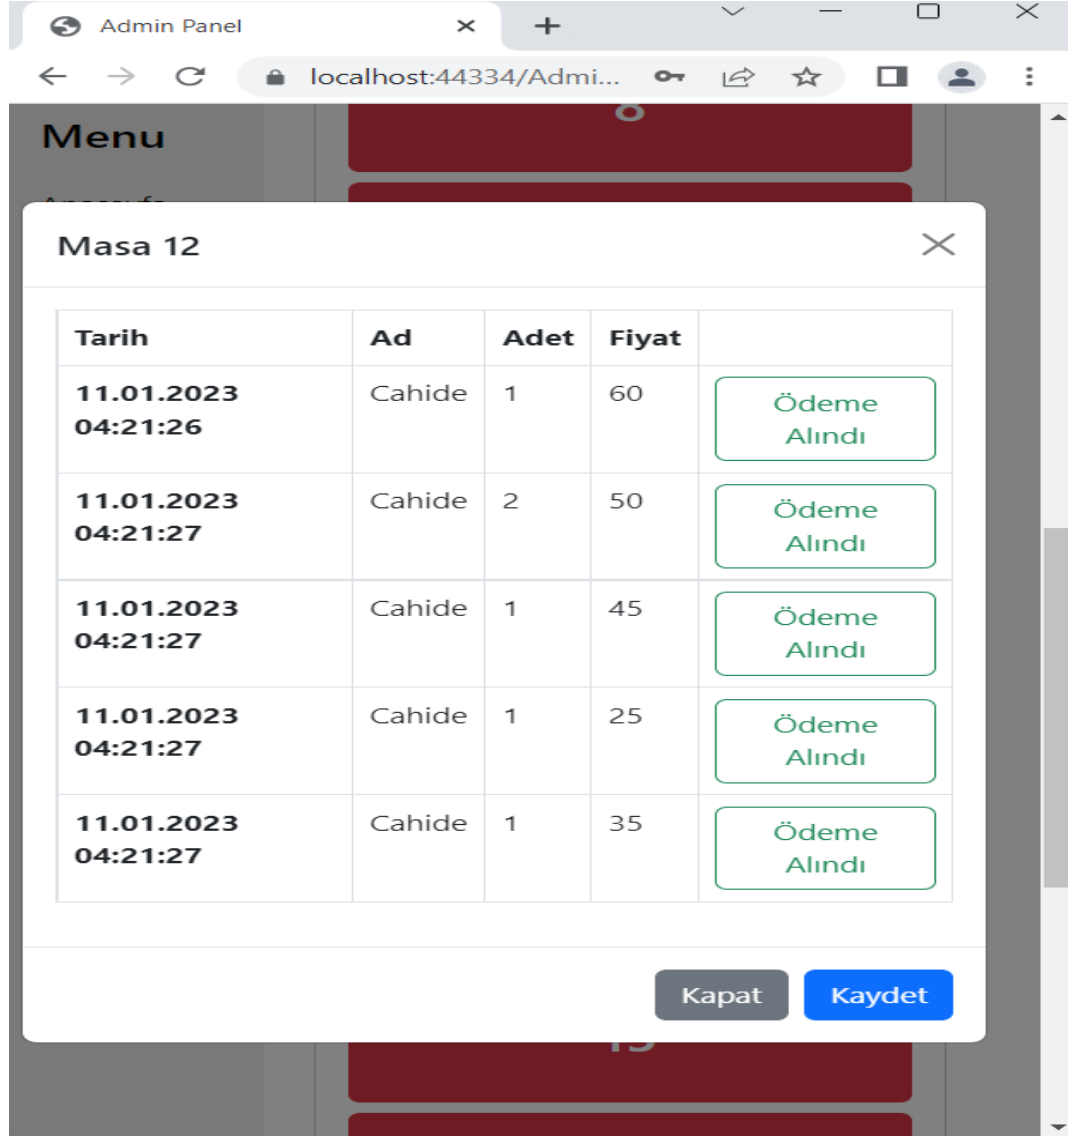 Admin Panel
localhost:44334/Admi...
8
Menu
Anasayfa
Masa 12
Tarih Ad Adet Fiyat
11.01.2023 04:21:26 Cahide 1 60 Ödeme Alındı
11.01.2023 04:21:27 Cahide 2 50 Ödeme Alındı
11.01.2023 04:21:27 Cahide 1 45 Ödeme Alındı
11.01.2023 04:21:27 Cahide 1 25 Ödeme Alındı
11.01.2023 04:21:27 Cahide 1 35 Ödeme Alındı
Kapat Kaydet